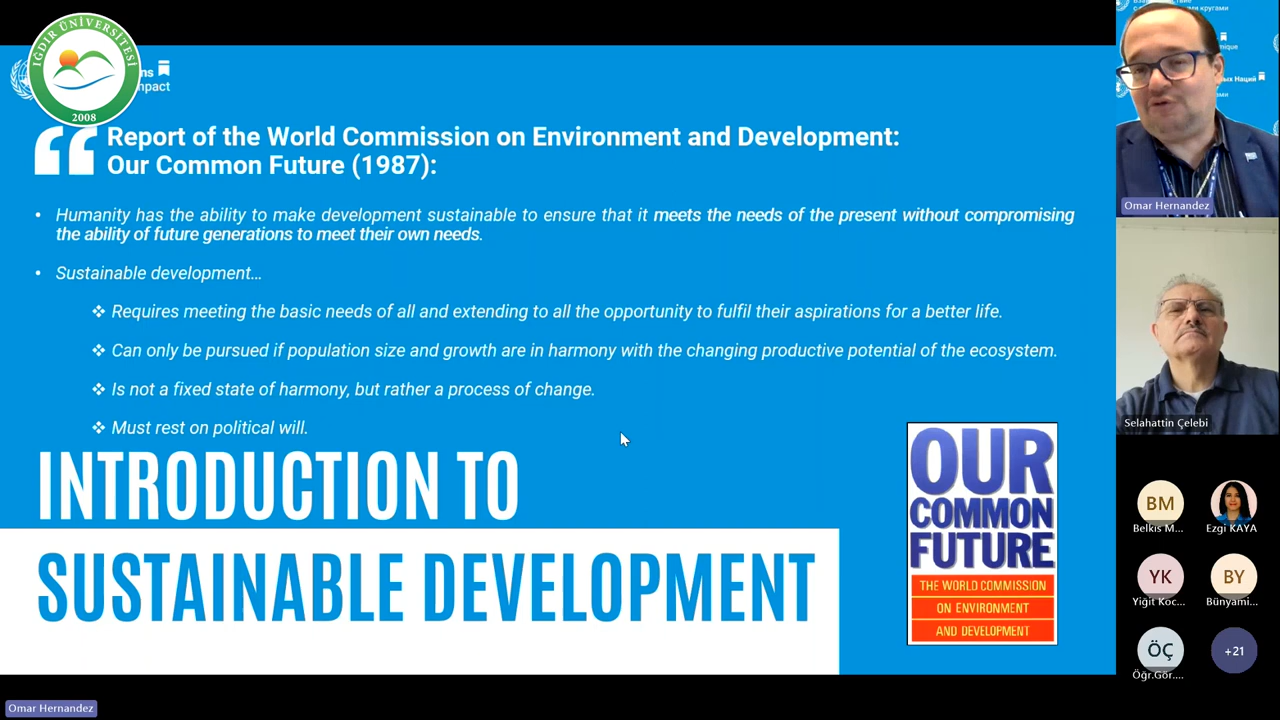 IĞDIR ÜNİVERSİTESİ
2008
ns
mpact
Report of the World Commission on Environment and Development:
Our Common Future (1987):
• Humanity has the ability to make development sustainable to ensure that it meets the needs of the present without compromising
the ability of future generations to meet their own needs.
• Sustainable development…
❖ Requires meeting the basic needs of all and extending to all the opportunity to fulfil their aspirations for a better life.
❖ Can only be pursued if population size and growth are in harmony with the changing productive potential of the ecosystem.
❖ Is not a fixed state of harmony, but rather a process of change.
❖ Must rest on political will.
INTRODUCTION TO
SUSTAINABLE DEVELOPMENT
OUR
COMMON
FUTURE
THE WORLD COMMISSION
ON ENVIRONMENT
AND DEVELOPMENT
Omar Hernandez
Selahattin Çelebi
BM
Belkıs M...
Ezgi KAYA
YK
Yiğit Koc...
BY
Bünyami...
ÖÇ
Öğr.Gör....
+21
Omar Hernandez